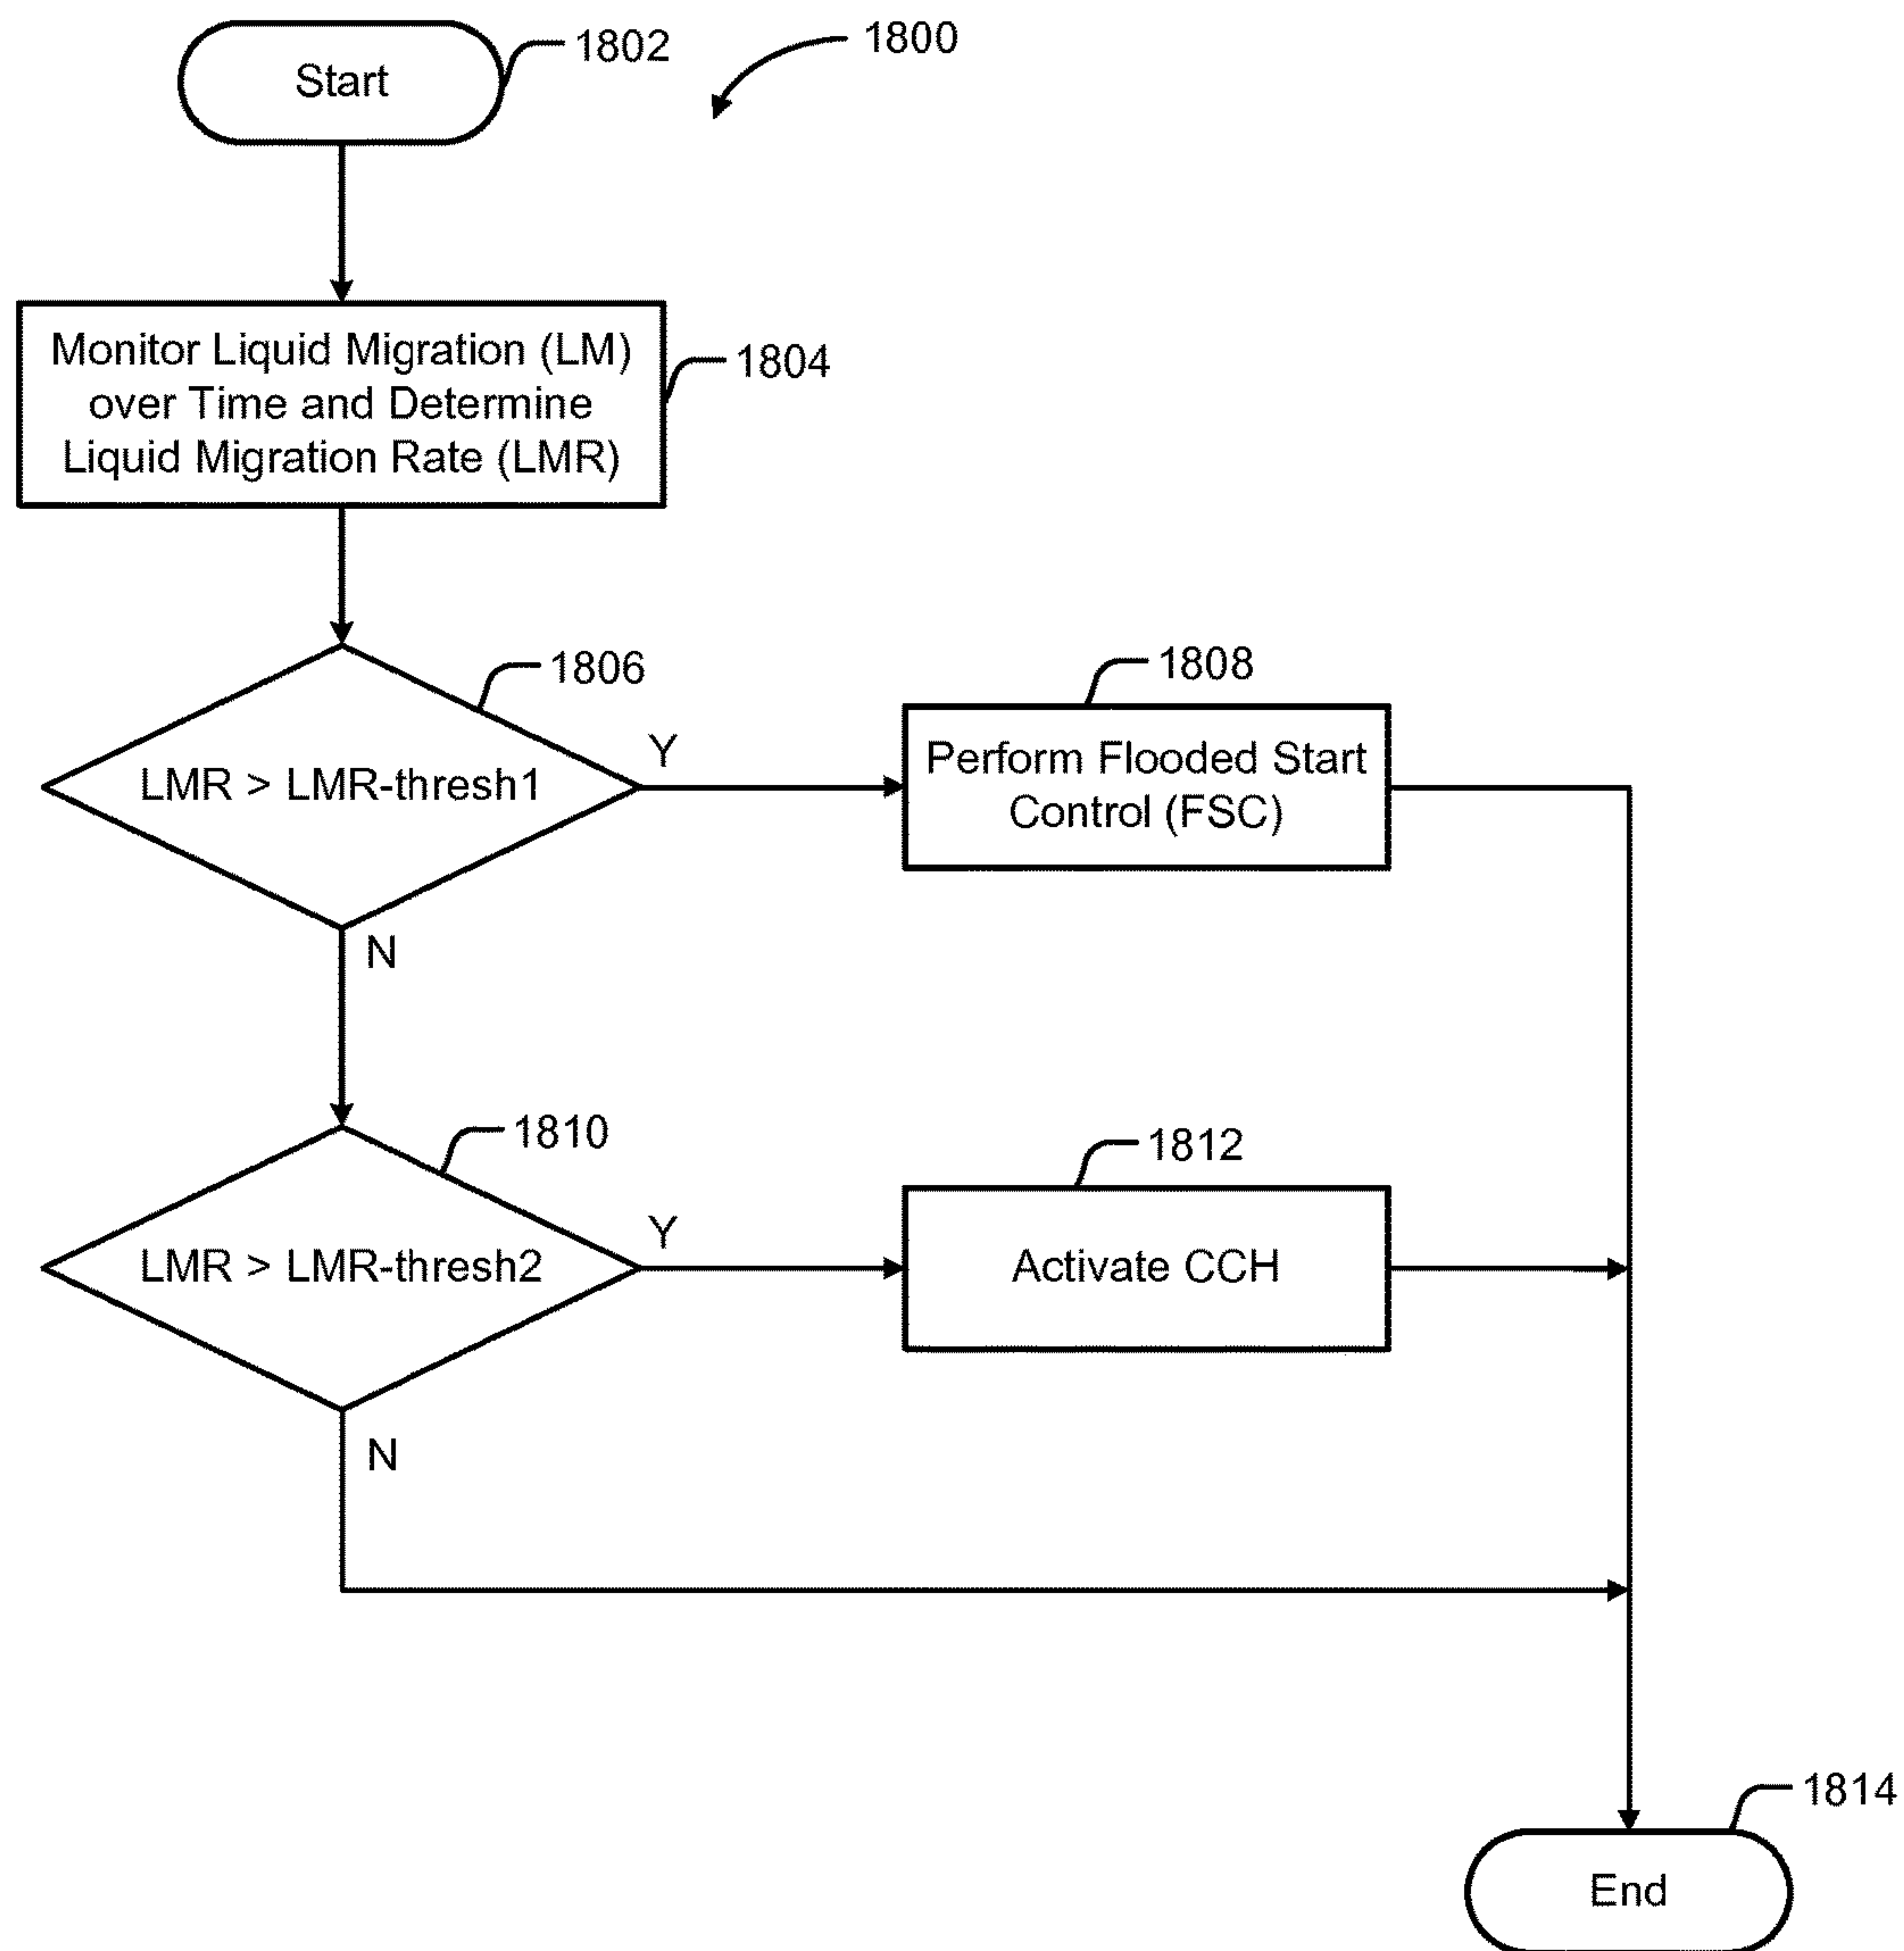 Start
1802
1800
Monitor Liquid Migration (LM)
over Time and Determine
Liquid Migration Rate (LMR)
1804
1806
LMR > LMR-thresh1
Y
N
1808
Perform Flooded Start
Control (FSC)
1810
LMR > LMR-thresh2
Y
N
1812
Activate CCH
1814
End